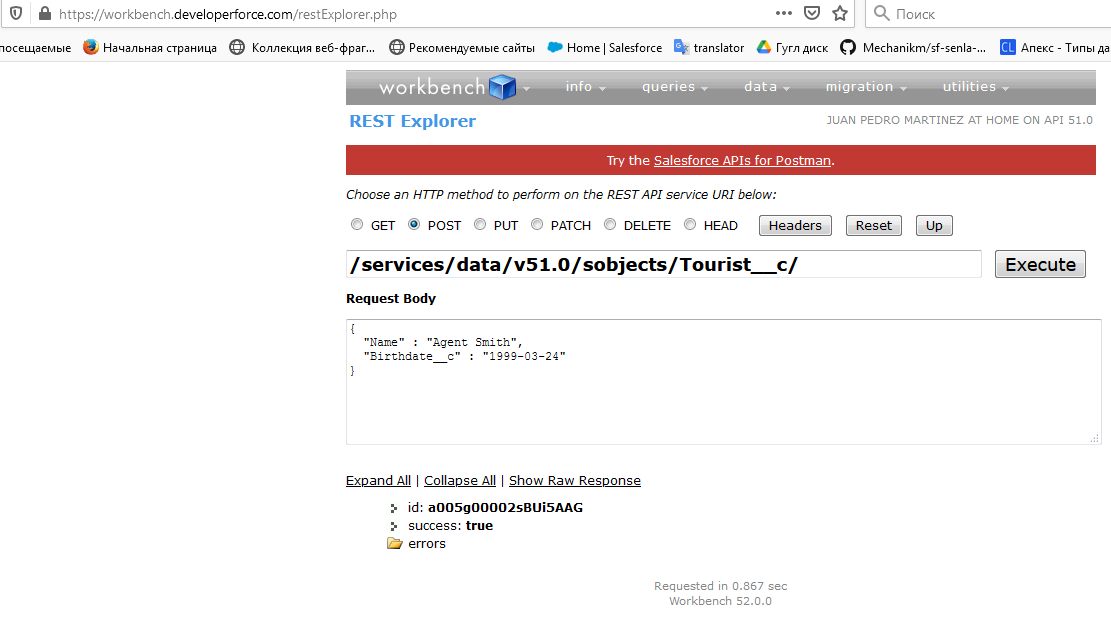 https://workbench.developerforce.com/restExplorer.php
Поиск
посещаемые Начальная страница Коллекция веб-фраг... Рекомендуемые сайты Home | Salesforce translator Гугл диск Mechanikm/sf-senla-... CL Апекс - Типы да
workbench info queries data migration utilities
REST Explorer JUAN PEDRO MARTINEZ AT HOME ON API 51.0
Try the Salesforce APIs for Postman.
Choose an HTTP method to perform on the REST API service URI below:
GET POST PUT PATCH DELETE HEAD Headers Reset Up
/services/data/v51.0/sobjects/Tourist__c/ Execute
Request Body
{
"Name" : "Agent Smith",
"Birthdate__c" : "1999-03-24"
}
Expand All | Collapse All | Show Raw Response
id: a005g00002sBUi5AAG
success: true
errors
Requested in 0.867 sec
Workbench 52.0.0